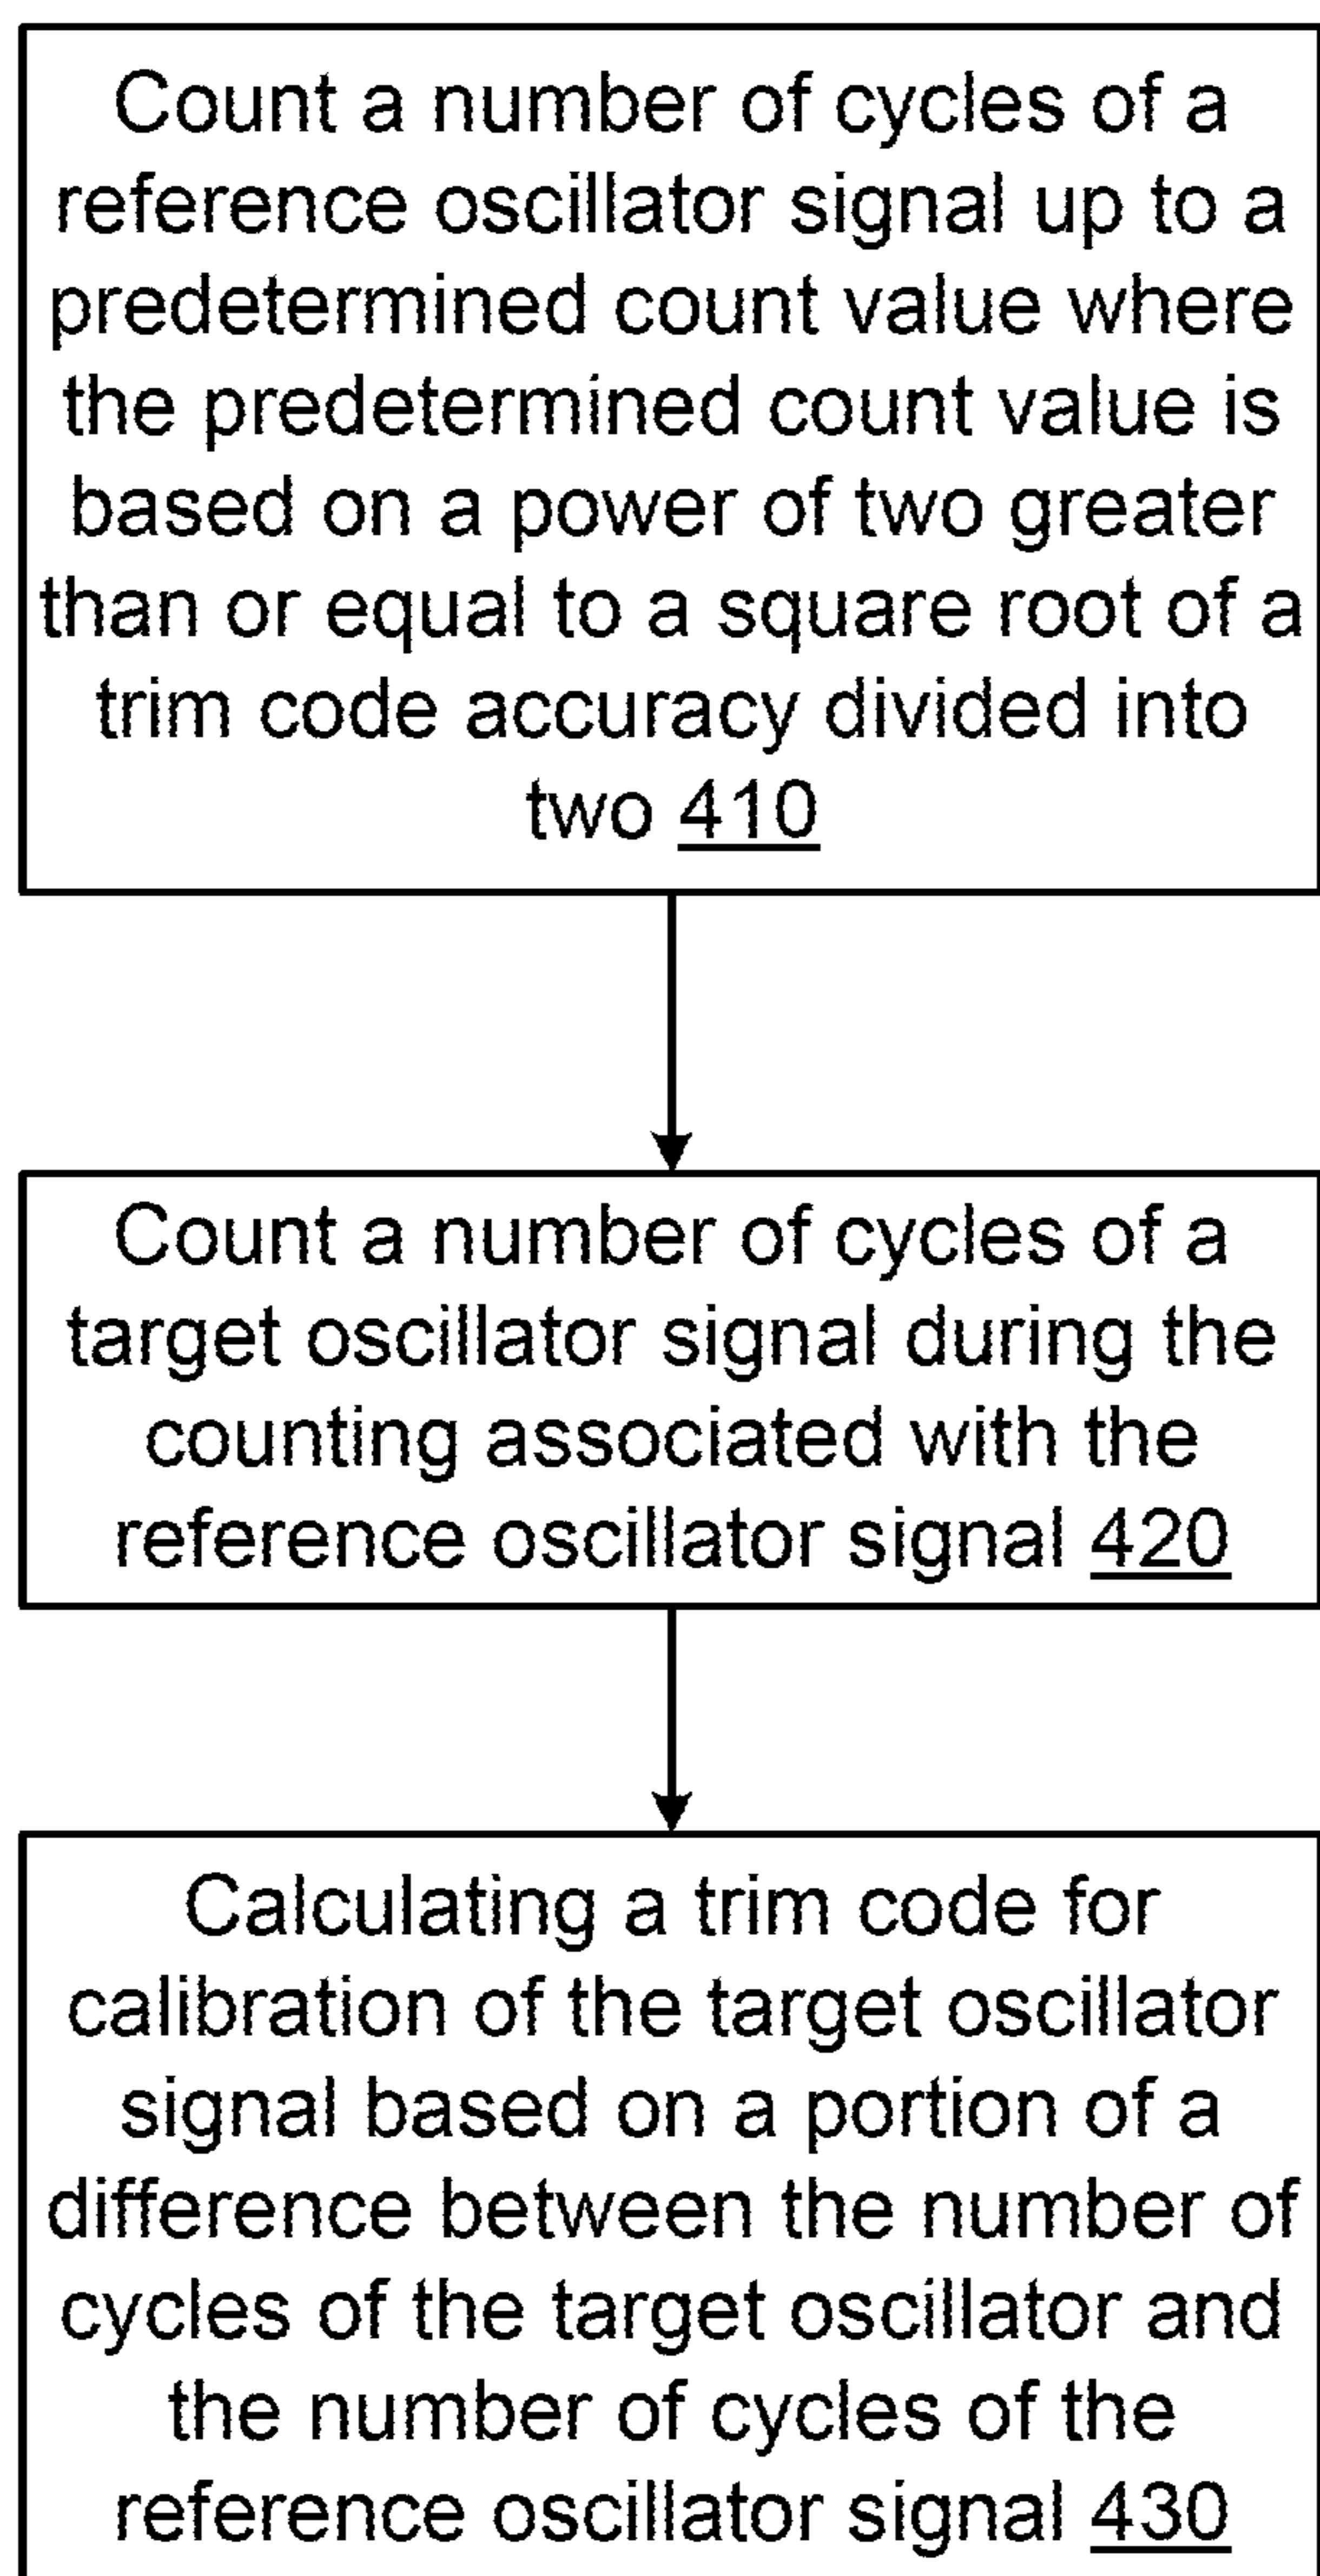 Count a number of cycles of a
reference oscillator signal up to a
predetermined count value where
the predetermined count value is
based on a power of two greater
than or equal to a square root of a
trim code accuracy divided into
two 410
Count a number of cycles of a
target oscillator signal during the
counting associated with the
reference oscillator signal 420
Calculating a trim code for
calibration of the target oscillator
signal based on a portion of a
difference between the number of
cycles of the target oscillator and
the number of cycles of the
reference oscillator signal 430